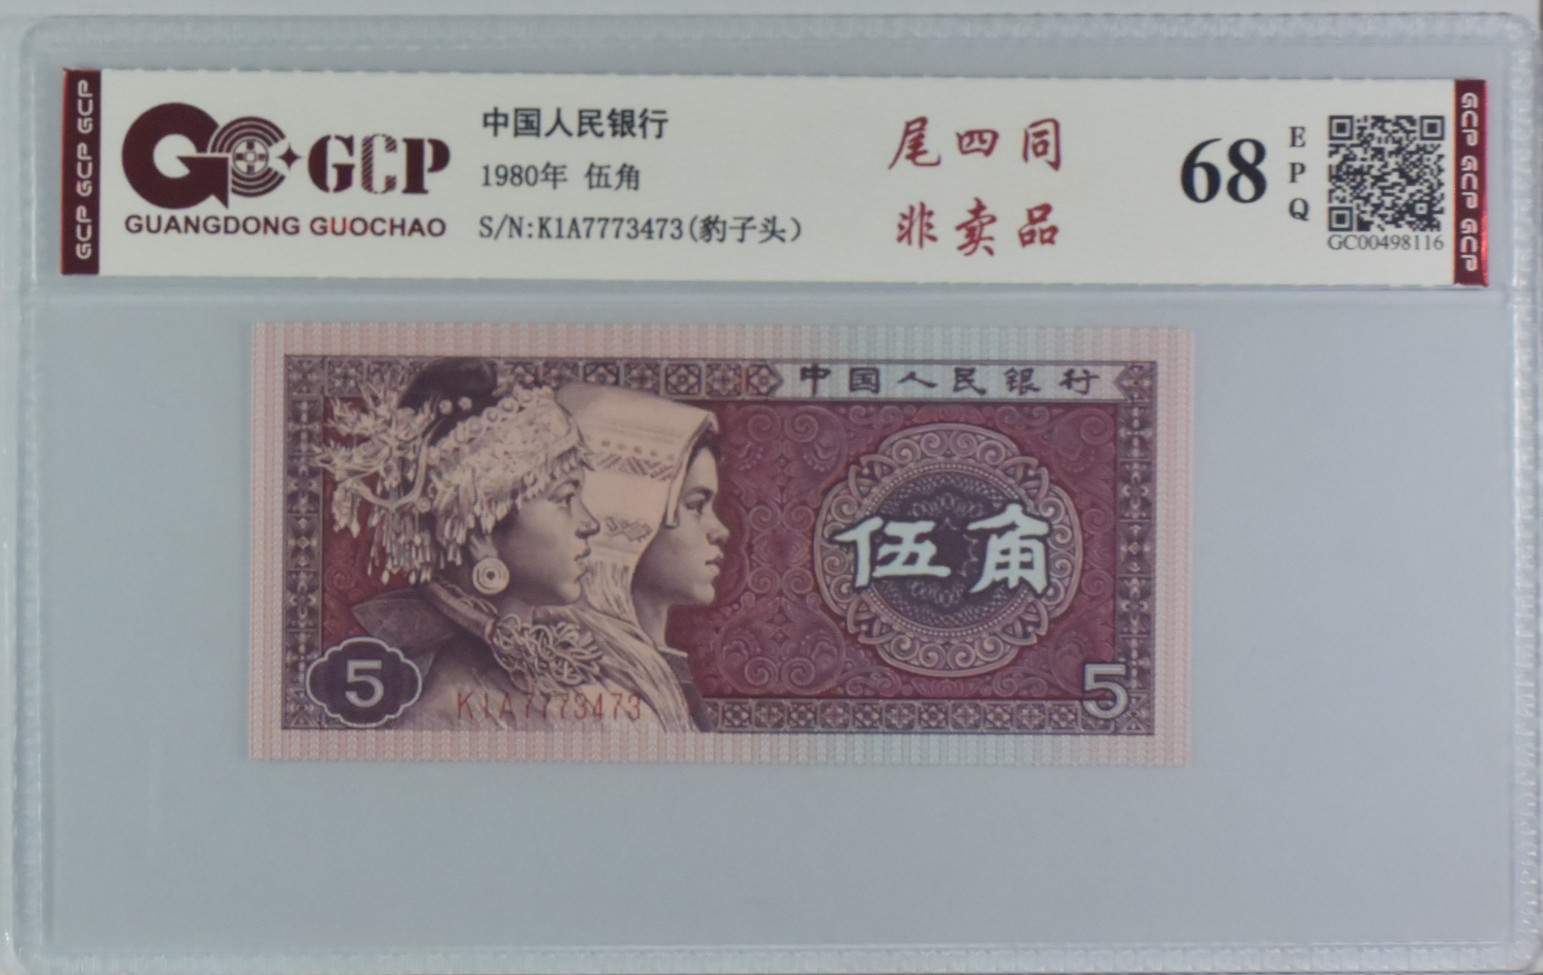 GCP GCP GCP
GCP
GUANGDONG GUOCHAO
中国人民银行
1980年 伍角
S/N:K1A7773473(豹子头)
尾四同
非卖品
68
EPQ
GC00498116
GCP GCP GCP
中国人民银行
伍角
5
K1A7773473
5